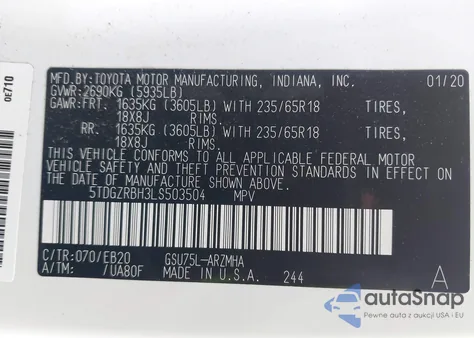 0E710
MFD.BY:TOYOTA MOTOR MANUFACTURING, INDIANA, INC. 01/20
GVWR:2690KG (5935LB)
GAWR:FRT. 1635KG (3605LB) WITH 235/65R18 TIRES,
18X8J RIMS.
RR. 1635KG (3605LB) WITH 235/65R18 TIRES,
18X8J RIMS.
THIS VEHICLE CONFORMS TO ALL APPLICABLE FEDERAL MOTOR
VEHICLE SAFETY AND THEFT PREVENTION STANDARDS IN EFFECT
ON THE DATE OF MANUFACTURE SHOWN ABOVE.
5TDGZRBH3LS503504 MPV
C/TR:070/EB20 GSU75L-ARZMHA
A/TM: /UA80F MADE IN U.S.A. 244 A
autoSnap
Pewne auta z USA i EU